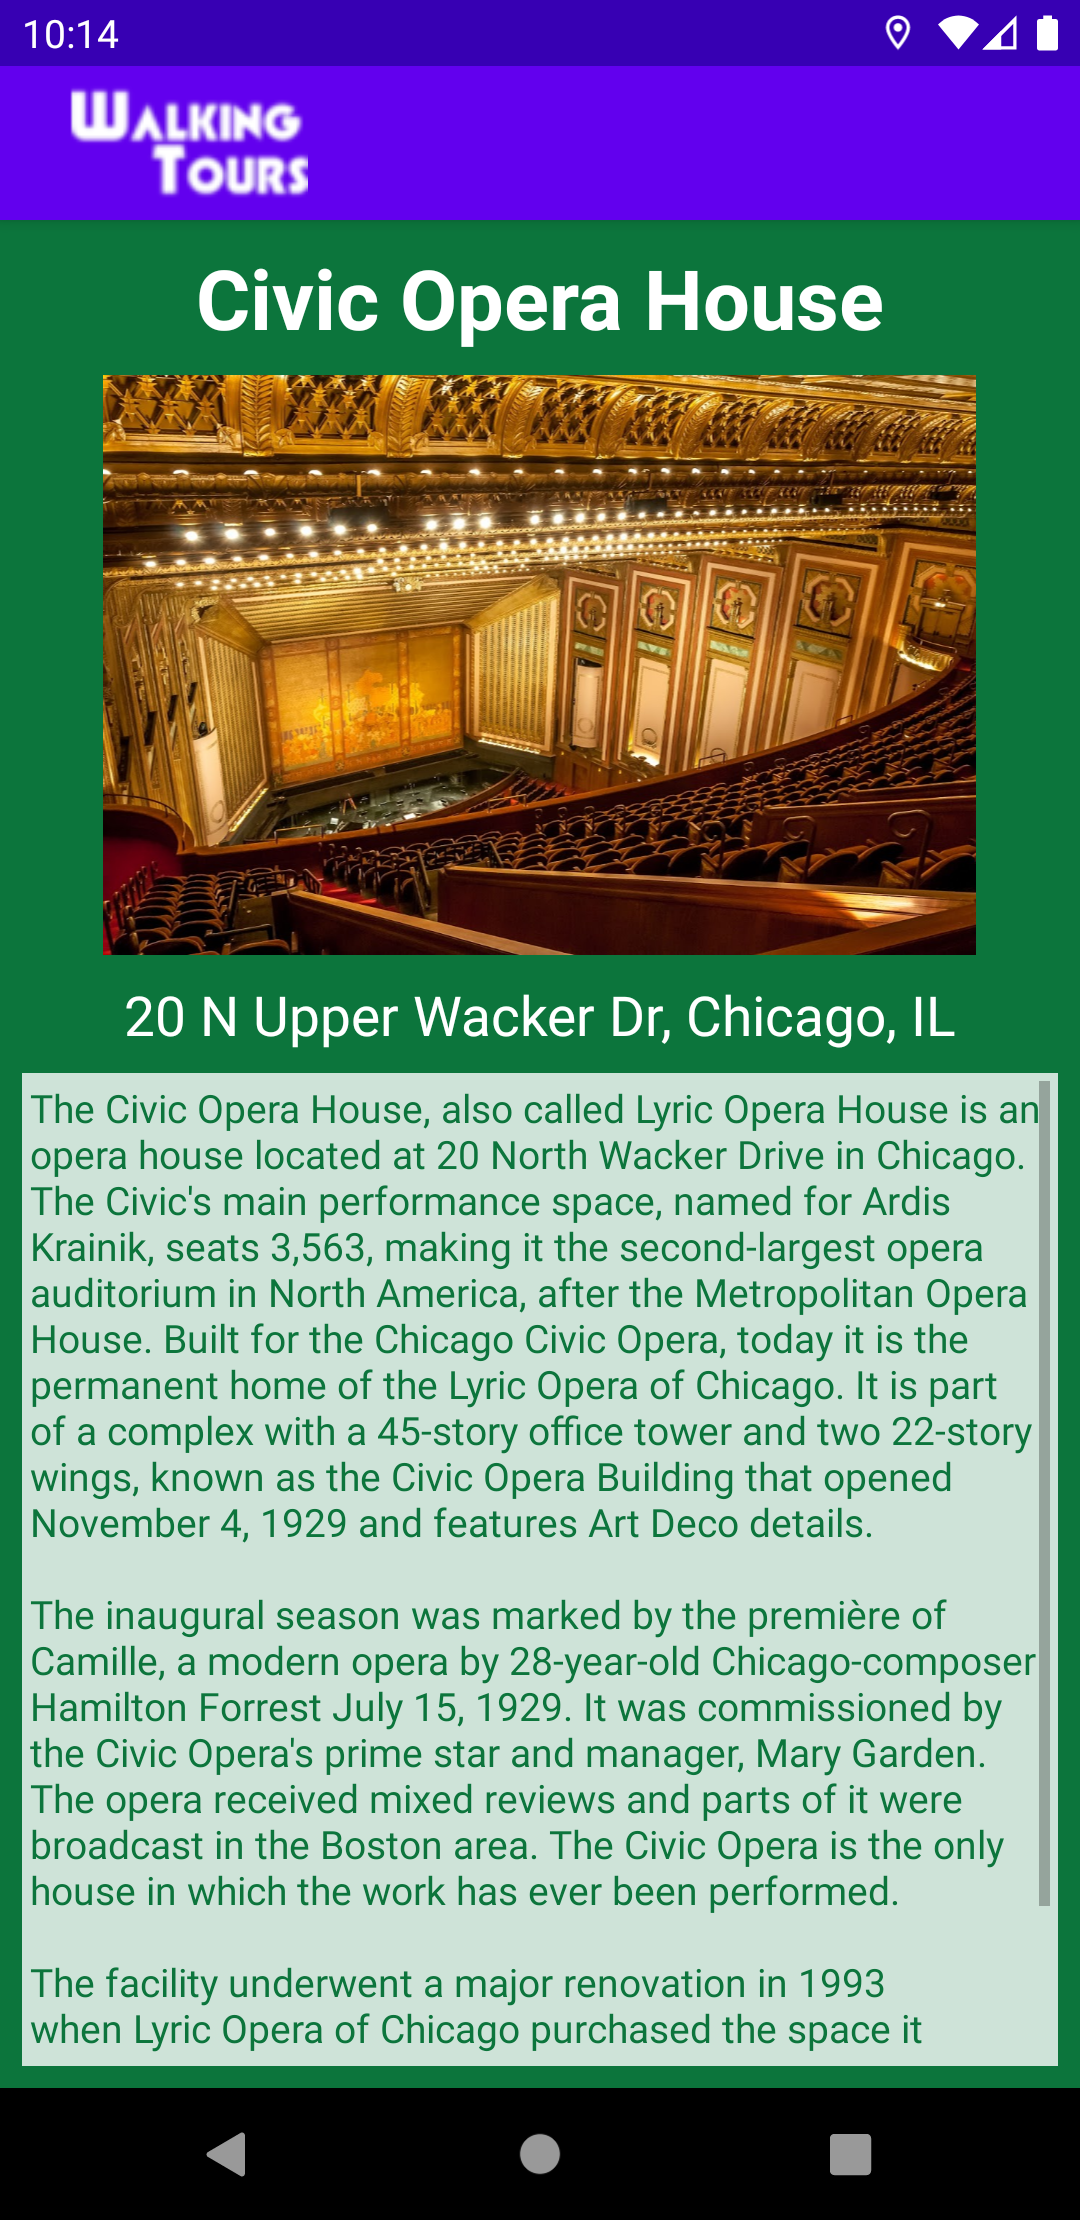 10:14
WALKING
TOURS
Civic Opera House
20 N Upper Wacker Dr, Chicago, IL
The Civic Opera House, also called Lyric Opera House is an
opera house located at 20 North Wacker Drive in Chicago.
The Civic's main performance space, named for Ardis
Krainik, seats 3,563, making it the second-largest opera
auditorium in North America, after the Metropolitan Opera
House. Built for the Chicago Civic Opera, today it is the
permanent home of the Lyric Opera of Chicago. It is part
of a complex with a 45-story office tower and two 22-story
wings, known as the Civic Opera Building that opened
November 4, 1929 and features Art Deco details.
The inaugural season was marked by the première of
Camille, a modern opera by 28-year-old Chicago-composer
Hamilton Forrest July 15, 1929. It was commissioned by
the Civic Opera's prime star and manager, Mary Garden.
The opera received mixed reviews and parts of it were
broadcast in the Boston area. The Civic Opera is the only
house in which the work has ever been performed.
The facility underwent a major renovation in 1993
when Lyric Opera of Chicago purchased the space it